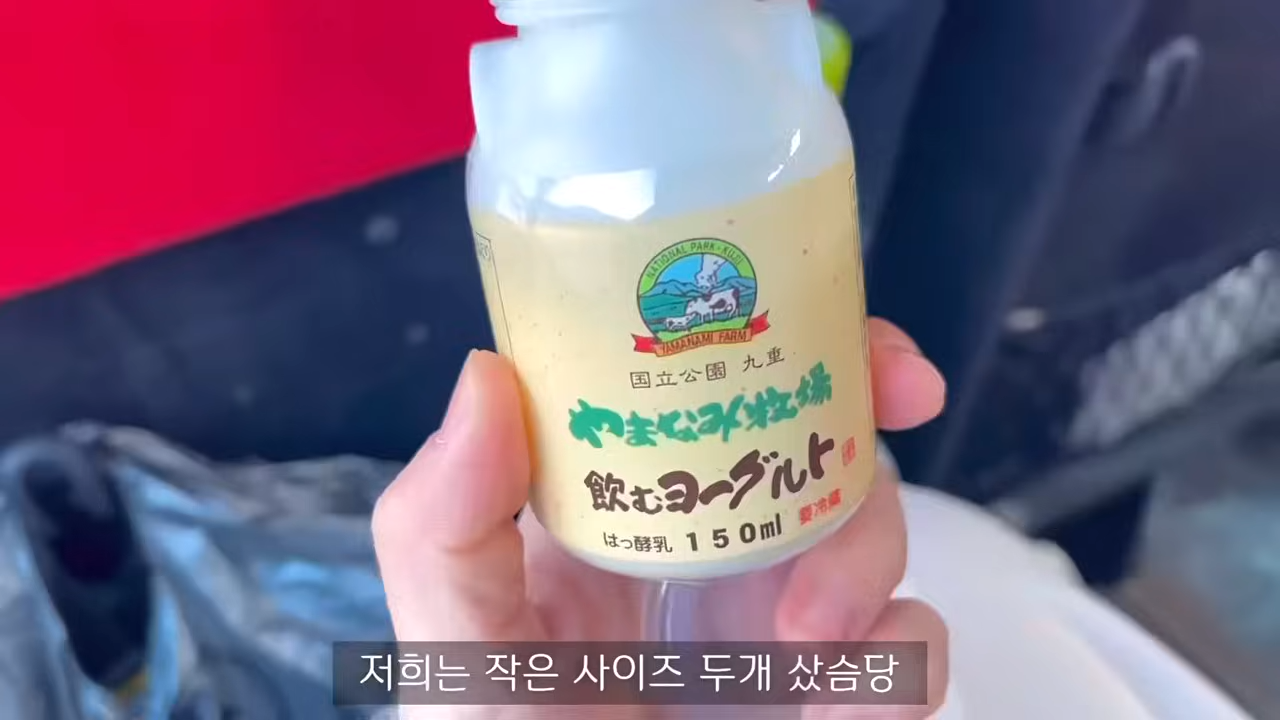 NATIONAL PARK・KUJU
YAMANAMI FARM
国立公園 九重
やまなみ牧場
飲むヨーグルト
はっ酵乳 150ml 要冷蔵
저희는 작은 사이즈 두개 샀슴당